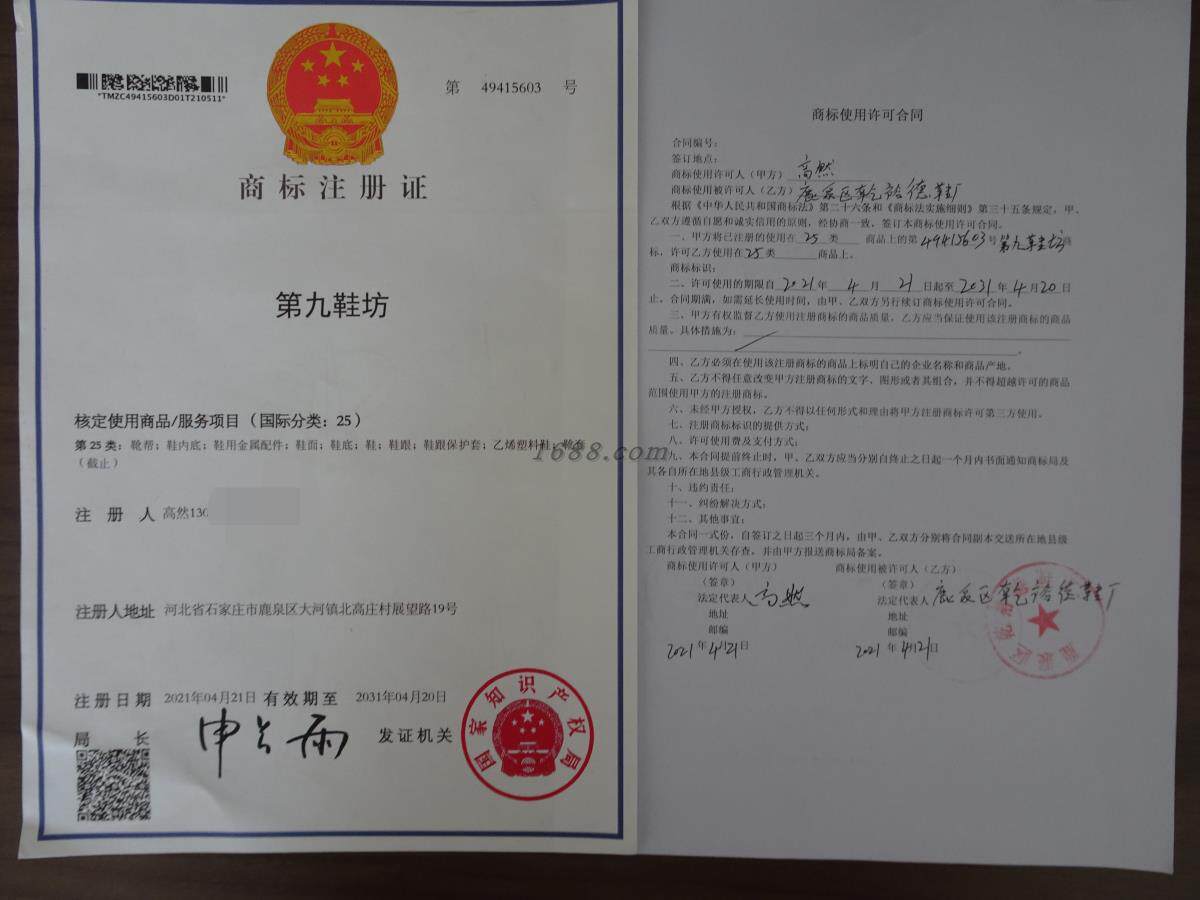 *TMZC49415603D01T210511*
第 49415603 号
商标注册证
第九鞋坊
核定使用商品/服务项目（国际分类：25）
第 25 类：靴帮；鞋内底；鞋用金属配件；鞋面；鞋底；鞋；鞋跟；鞋跟保护套；乙烯塑料鞋；靴套
（截止）
注册人 高然130
注册人地址 河北省石家庄市鹿泉区大河镇北高庄村展望路19号
注册日期 2021年04月21日 有效期至 2031年04月20日
局长 申长雨 发证机关
国家知识产权局
1688.com
商标使用许可合同
合同编号：
签订地点：
商标使用许可人（甲方） 高然
商标使用被许可人（乙方）鹿泉区乾裕德鞋厂
根据《中华人民共和国商标法》第二十六条和《商标法实施细则》第三十五条规定，甲、
乙双方遵循自愿和诚实信用的原则，经协商一致，签订本商标使用许可合同。
一、甲方将已注册的使用在 25 类 商品上的第 49415603 号 第九鞋坊 商
标，许可乙方使用在 25 类 商品上。
商标标识：
二、许可使用的期限自 2021 年 4 月 21 日起至 2021 年 4 月 20 日
止。合同期满，如需延长使用时间，由甲、乙双方另行续订商标使用许可合同。
三、甲方有权监督乙方使用注册商标的商品质量，乙方应当保证使用该注册商标的商品
质量。具体措施为：
四、乙方必须在使用该注册商标的商品上标明自己的企业名称和商品产地。
五、乙方不得任意改变甲方注册商标的文字、图形或者其组合，并不得超越许可的商品
范围使用甲方的注册商标。
六、未经甲方授权，乙方不得以任何形式和理由将甲方注册商标许可第三方使用。
七、注册商标标识的提供方式：
八、许可使用费及支付方式：
九、本合同提前终止时，甲、乙双方应当分别自终止之日起一个月内书面通知商标局及
其各自所在地县级工商行政管理机关。
十、违约责任：
十一、纠纷解决方式：
十二、其他事宜：
本合同一式份，自签订之日起三个月内，由甲、乙双方分别将合同副本交送所在地县级
工商行政管理机关存查，并由甲方报送商标局备案。
商标使用许可人（甲方） 商标使用被许可人（乙方）
（签章） （签章）
法定代表人 高然 法定代表人 鹿泉区乾裕德鞋厂
地址 地址
邮编 邮编
2021 年 4月21日 2021 年 4月21日